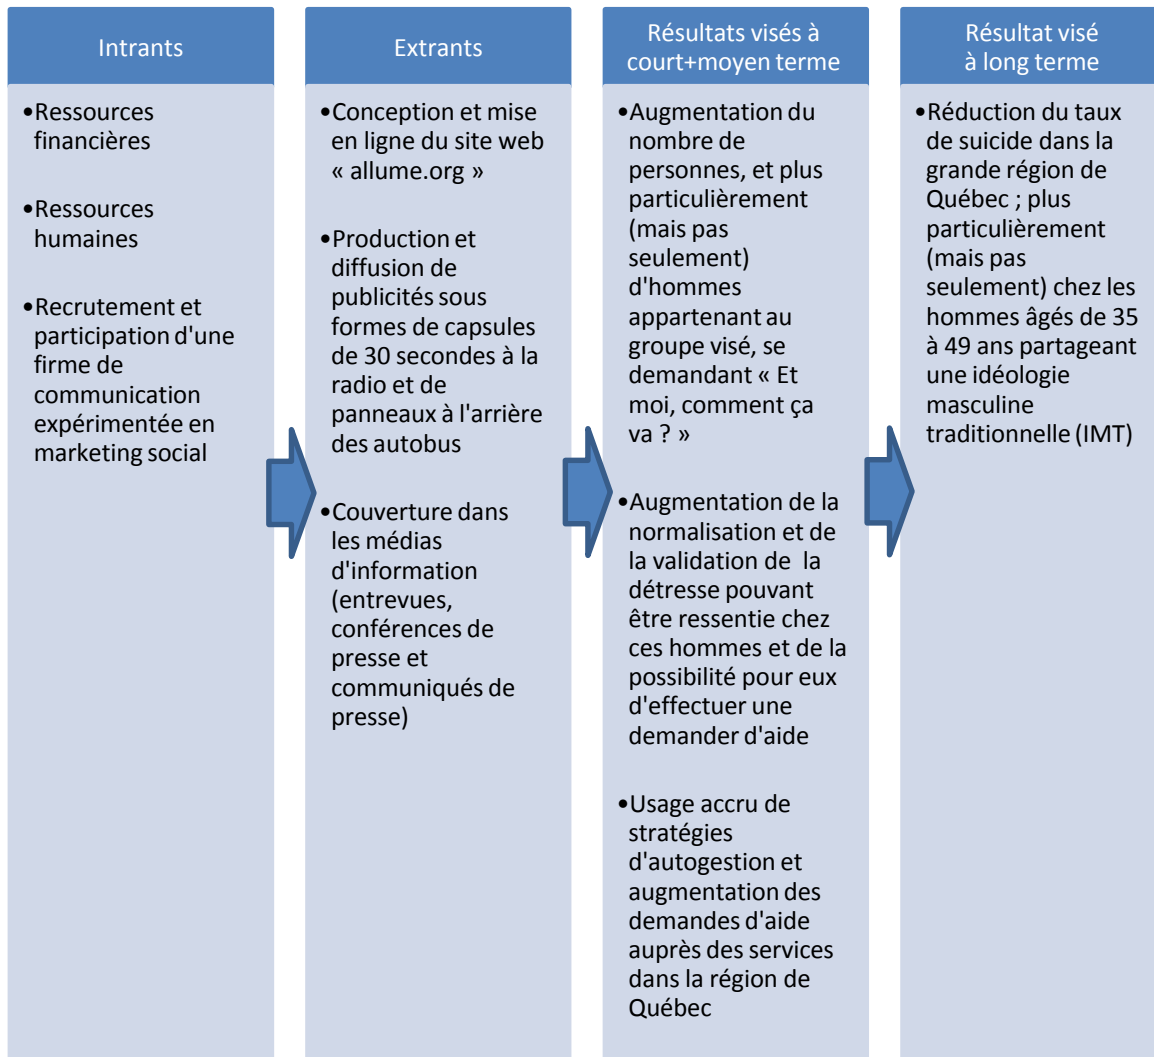 Intrants
•Ressources
financières
•Ressources
humaines
•Recrutement et
participation d'une
firme de
communication
expérimentée en
marketing social
Extrants
•Conception et mise
en ligne du site web
« allume.org »
•Production et
diffusion de
publicités sous
formes de capsules
de 30 secondes à la
radio et de
panneaux à l'arrière
des autobus
•Couverture dans
les médias
d'information
(entrevues,
conférences de
presse et
communiqués de
presse)
Résultats visés à
court+moyen terme
•Augmentation du
nombre de
personnes, et plus
particulièrement
(mais pas
seulement)
d'hommes
appartenant au
groupe visé, se
demandant « Et
moi, comment ça
va ? »
•Augmentation de la
normalisation et de
la validation de la
détresse pouvant
être ressentie chez
ces hommes et de la
possibilité pour eux
d'effectuer une
demander d'aide
•Usage accru de
stratégies
d'autogestion et
augmentation des
demandes d'aide
auprès des services
dans la région de
Québec
Résultat visé
à long terme
•Réduction du taux
de suicide dans la
grande région de
Québec ; plus
particulièrement
(mais pas
seulement) chez les
hommes âgés de 35
à 49 ans partageant
une idéologie
masculine
traditionnelle (IMT)